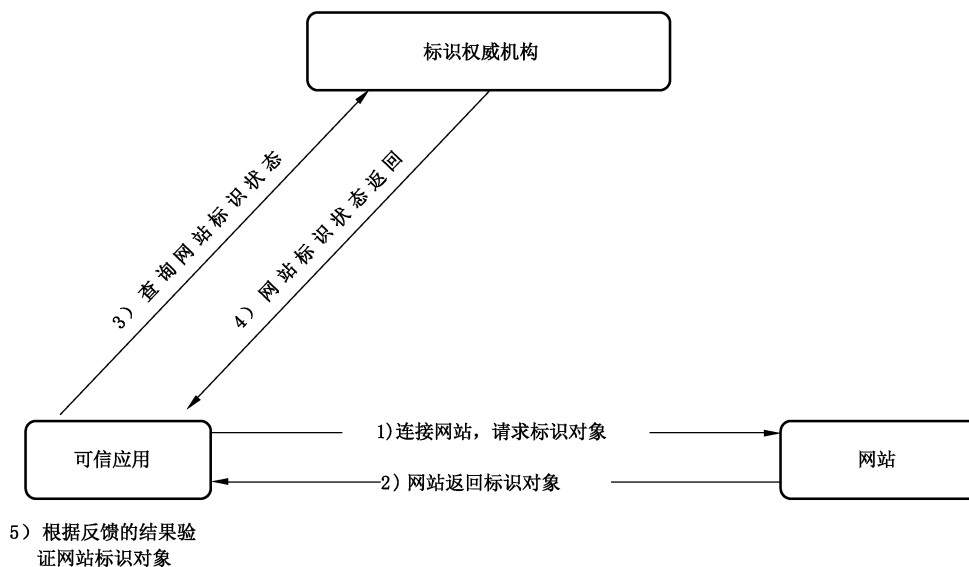 标识权威机构
3）查询网站标识状态
4）网站标识状态返回
1)连接网站，请求标识对象
可信应用
网站
2）网站返回标识对象
5）根据反馈的结果验
证网站标识对象